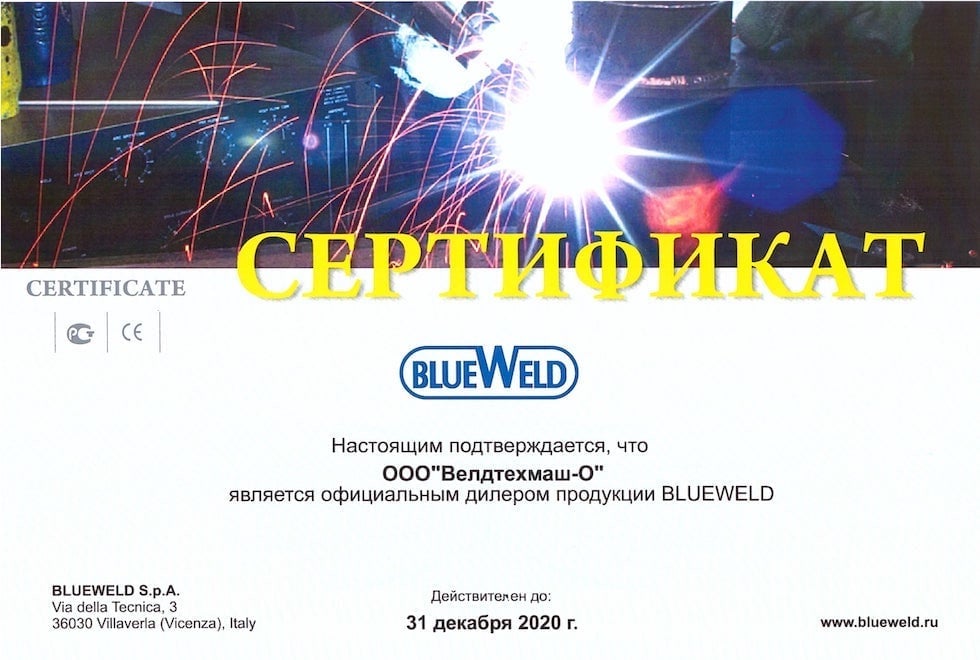 СЕРТИФИКАТ
CERTIFICATE
РСТ
CE
BLUEWELD
Настоящим подтверждается, что
ООО"Велдтехмаш-О"
является официальным дилером продукции BLUEWELD
BLUEWELD S.p.A.
Via della Tecnica, 3
36030 Villaverla (Vicenza), Italy
Действителен до:
31 декабря 2020 г.
www.blueweld.ru